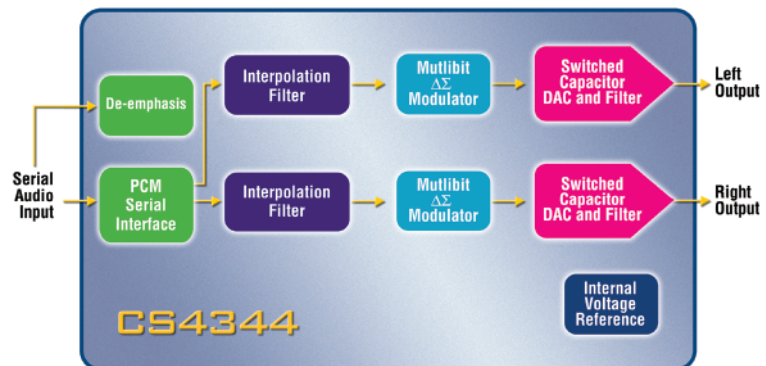 Serial
Audio
Input
De-emphasis
PCM
Serial
Interface
Interpolation
Filter
Mutlibit
ΔΣ
Modulator
Switched
Capacitor
DAC and Filter
Left
Output
Interpolation
Filter
Mutlibit
ΔΣ
Modulator
Switched
Capacitor
DAC and Filter
Right
Output
Internal
Voltage
Reference
CS4344